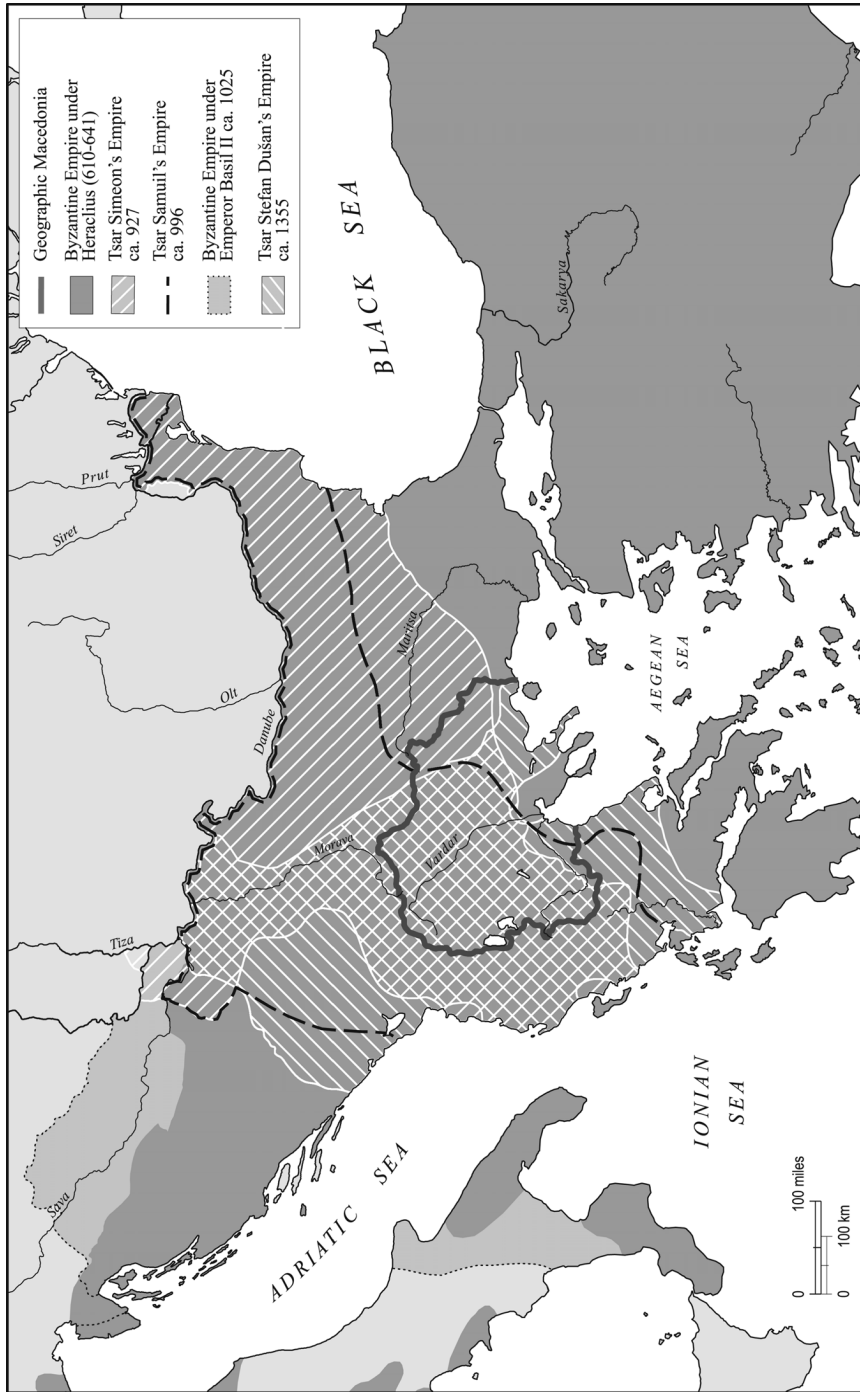 Geographic Macedonia
Byzantine Empire under
Heraclius (610-641)
Tsar Simeon's Empire
ca. 927
Tsar Samuil's Empire
ca. 996
Byzantine Empire under
Emperor Basil II ca. 1025
Tsar Stefan Dušan's Empire
ca. 1355
Prut
Siret
Olt
Danube
Tiza
Sava
Morava
Vardar
Maritsa
Sakarya
BLACK SEA
AEGEAN
SEA
ADRIATIC SEA
IONIAN
SEA
100 miles
0
100 km
0